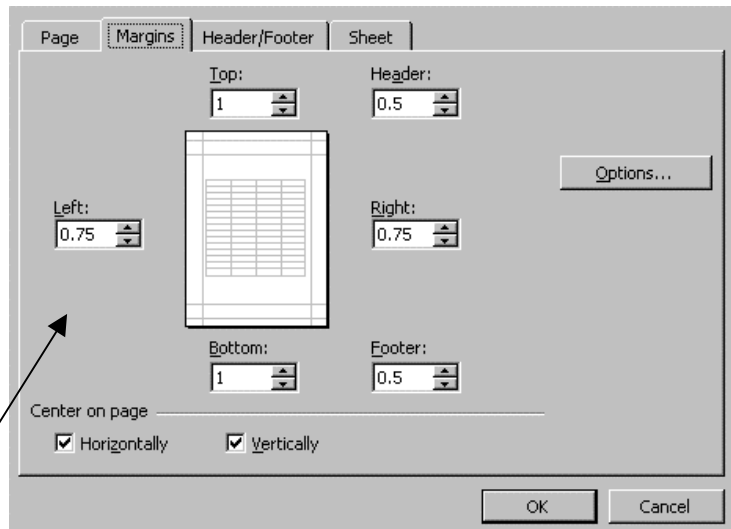 Page Margins Header/Footer Sheet
Top: Header:
1 0.5
Options...
Left: Right:
0.75 0.75
Bottom: Footer:
1 0.5
Center on page
Horizontally Vertically
OK Cancel